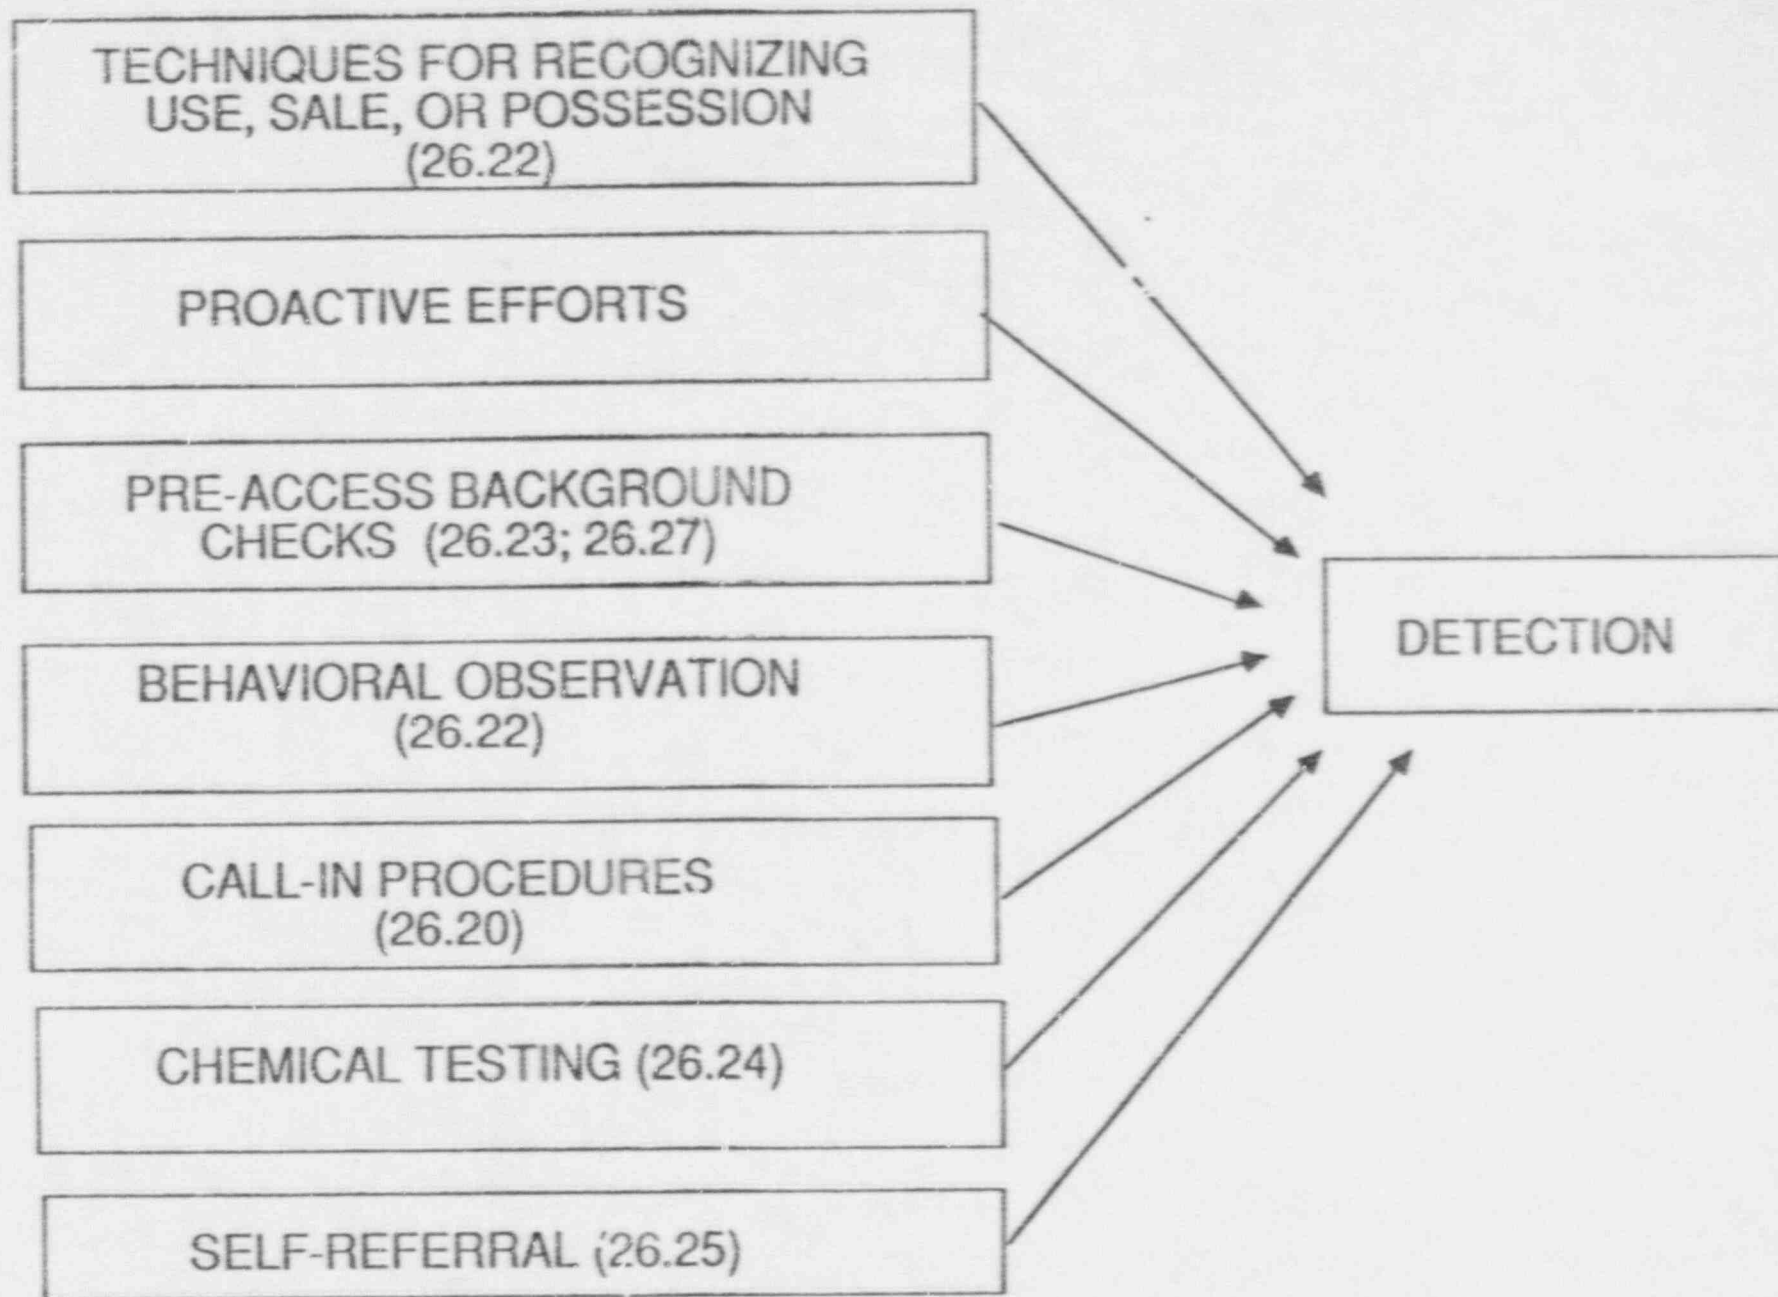 TECHNIQUES FOR RECOGNIZING
USE, SALE, OR POSSESSION
(26.22)
PROACTIVE EFFORTS
PRE-ACCESS BACKGROUND
CHECKS (26.23; 26.27)
BEHAVIORAL OBSERVATION
(26.22)
CALL-IN PROCEDURES
(26.20)
CHEMICAL TESTING (26.24)
SELF-REFERRAL (26.25)
DETECTION